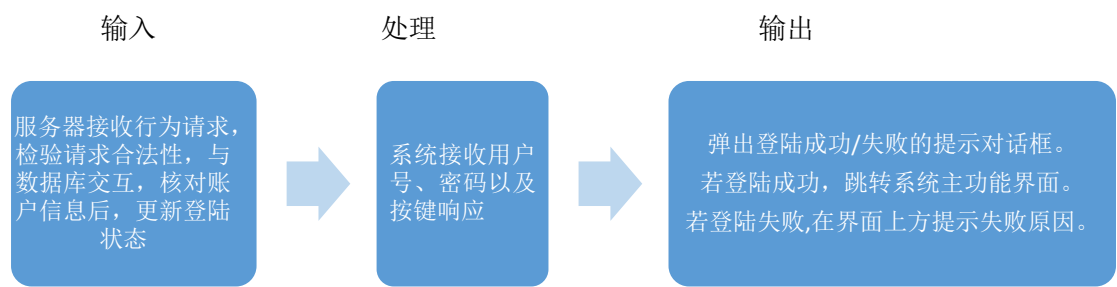 输入
处理
输出
服务器接收行为请求，
检验请求合法性，与
数据库交互，核对账
户信息后，更新登陆
状态
系统接收用户
号、密码以及
按键响应
弹出登陆成功/失败的提示对话框。
若登陆成功，跳转系统主功能界面。
若登陆失败,在界面上方提示失败原因。